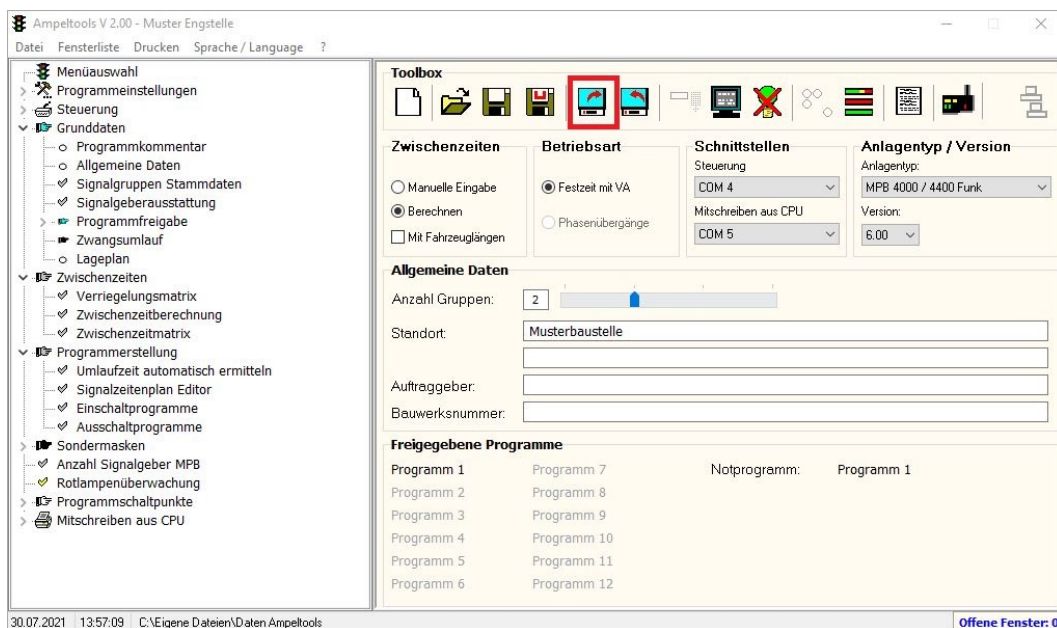 Ampeltools V 2.00 - Muster Engstelle
Datei Fensterliste Drucken Sprache / Language ?
Menüauswahl
Programmeinstellungen
Steuerung
Grunddaten
Programmkommentar
Allgemeine Daten
Signalgruppen Stammdaten
Signalgeberausstattung
Programmfreigabe
Zwangsumlauf
Lageplan
Zwischenzeiten
Verriegelungsmatrix
Zwischenzeitberechnung
Zwischenzeitmatrix
Programmerstellung
Umlaufzeit automatisch ermitteln
Signalzeitenplan Editor
Einschaltprogramme
Ausschaltprogramme
Sondermasken
Anzahl Signalgeber MPB
Rotlampenüberwachung
Programmschaltpunkte
Mitschreiben aus CPU
Toolbox
Zwischenzeiten
Manuelle Eingabe
Berechnen
Mit Fahrzeuglängen
Betriebsart
Festzeit mit VA
Phasenübergänge
Schnittstellen
Steuerung
COM 4
Mitschreiben aus CPU
COM 5
Anlagentyp / Version
Anlagentyp:
MPB 4000 / 4400 Funk
Version:
6.00
Allgemeine Daten
Anzahl Gruppen: 2
Standort: Musterbaustelle
Auftraggeber:
Bauwerksnummer:
Freigegebene Programme
Programm 1 Programm 7 Notprogramm: Programm 1
Programm 2 Programm 8
Programm 3 Programm 9
Programm 4 Programm 10
Programm 5 Programm 11
Programm 6 Programm 12
30.07.2021 13:57:09 C:\Eigene Dateien\Daten Ampeltools Offene Fenster: 0